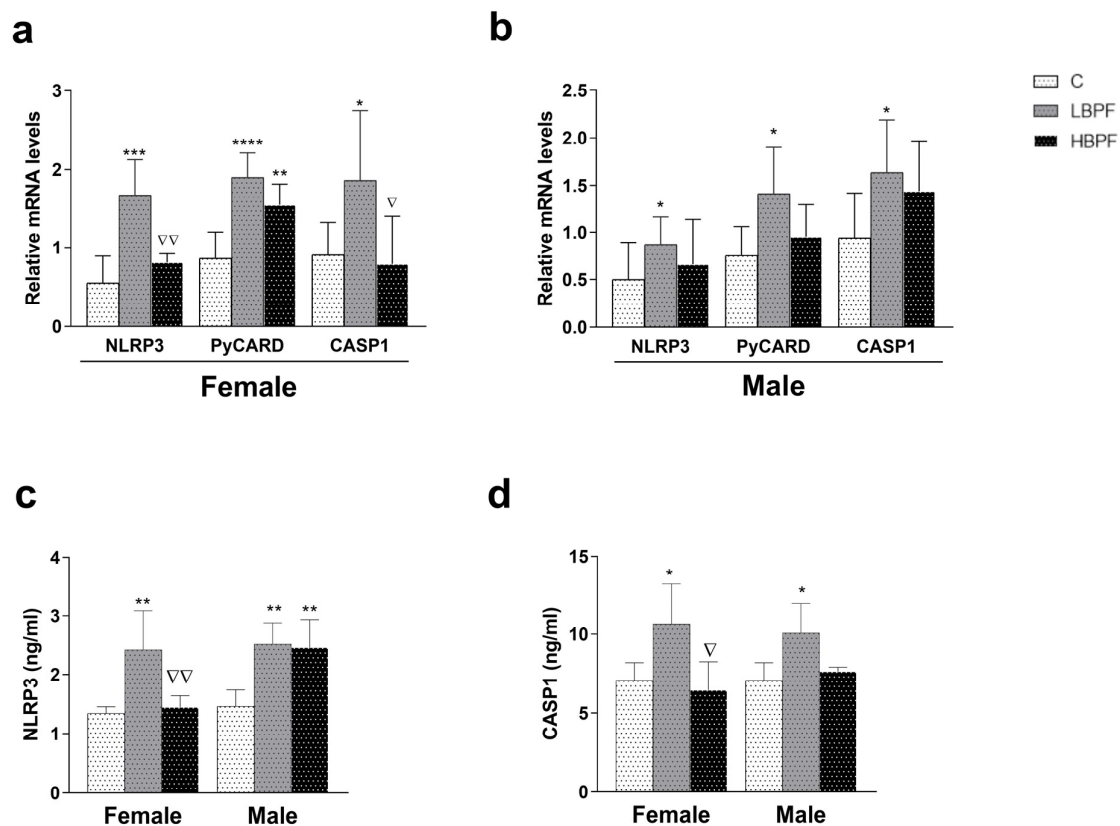 a
b
C
LBPF
HBPF
Relative mRNA levels
3
2
1
0
***
▽▽
****
**
*
▽
NLRP3 PyCARD CASP1
Female
Relative mRNA levels
2.5
2.0
1.5
1.0
0.5
0.0
*
*
*
NLRP3 PyCARD CASP1
Male
c
d
NLRP3 (ng/ml)
4
3
2
1
0
**
▽▽
**
**
Female Male
CASP1 (ng/ml)
15
10
5
0
*
▽
*
Female Male